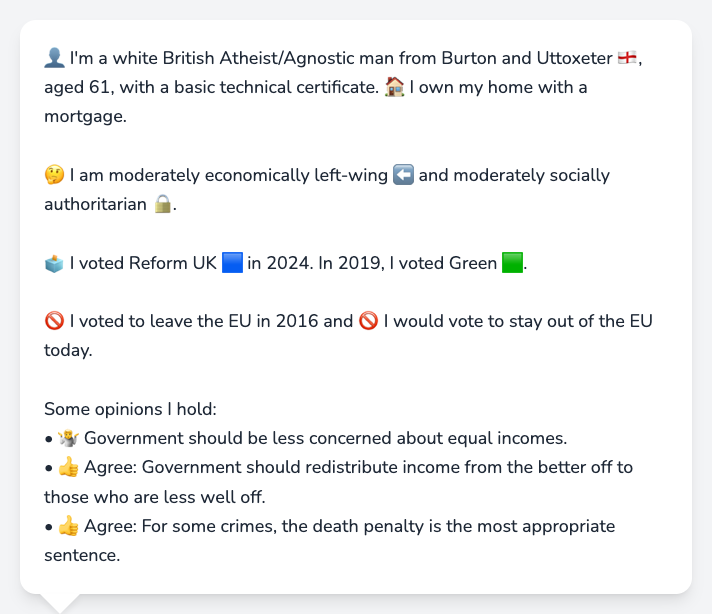 👤 I'm a white British Atheist/Agnostic man from Burton and Uttoxeter 🏴󠁧󠁢󠁥󠁮󠁧󠁿,
aged 61, with a basic technical certificate. 🏠 I own my home with a
mortgage.
🤔 I am moderately economically left-wing ⬅️ and moderately socially
authoritarian 🔒.
🗳️ I voted Reform UK 🟦 in 2024. In 2019, I voted Green 🟩.
🚫 I voted to leave the EU in 2016 and 🚫 I would vote to stay out of the EU
today.
Some opinions I hold:
• 🤷 Government should be less concerned about equal incomes.
• 👍 Agree: Government should redistribute income from the better off to
those who are less well off.
• 👍 Agree: For some crimes, the death penalty is the most appropriate
sentence.